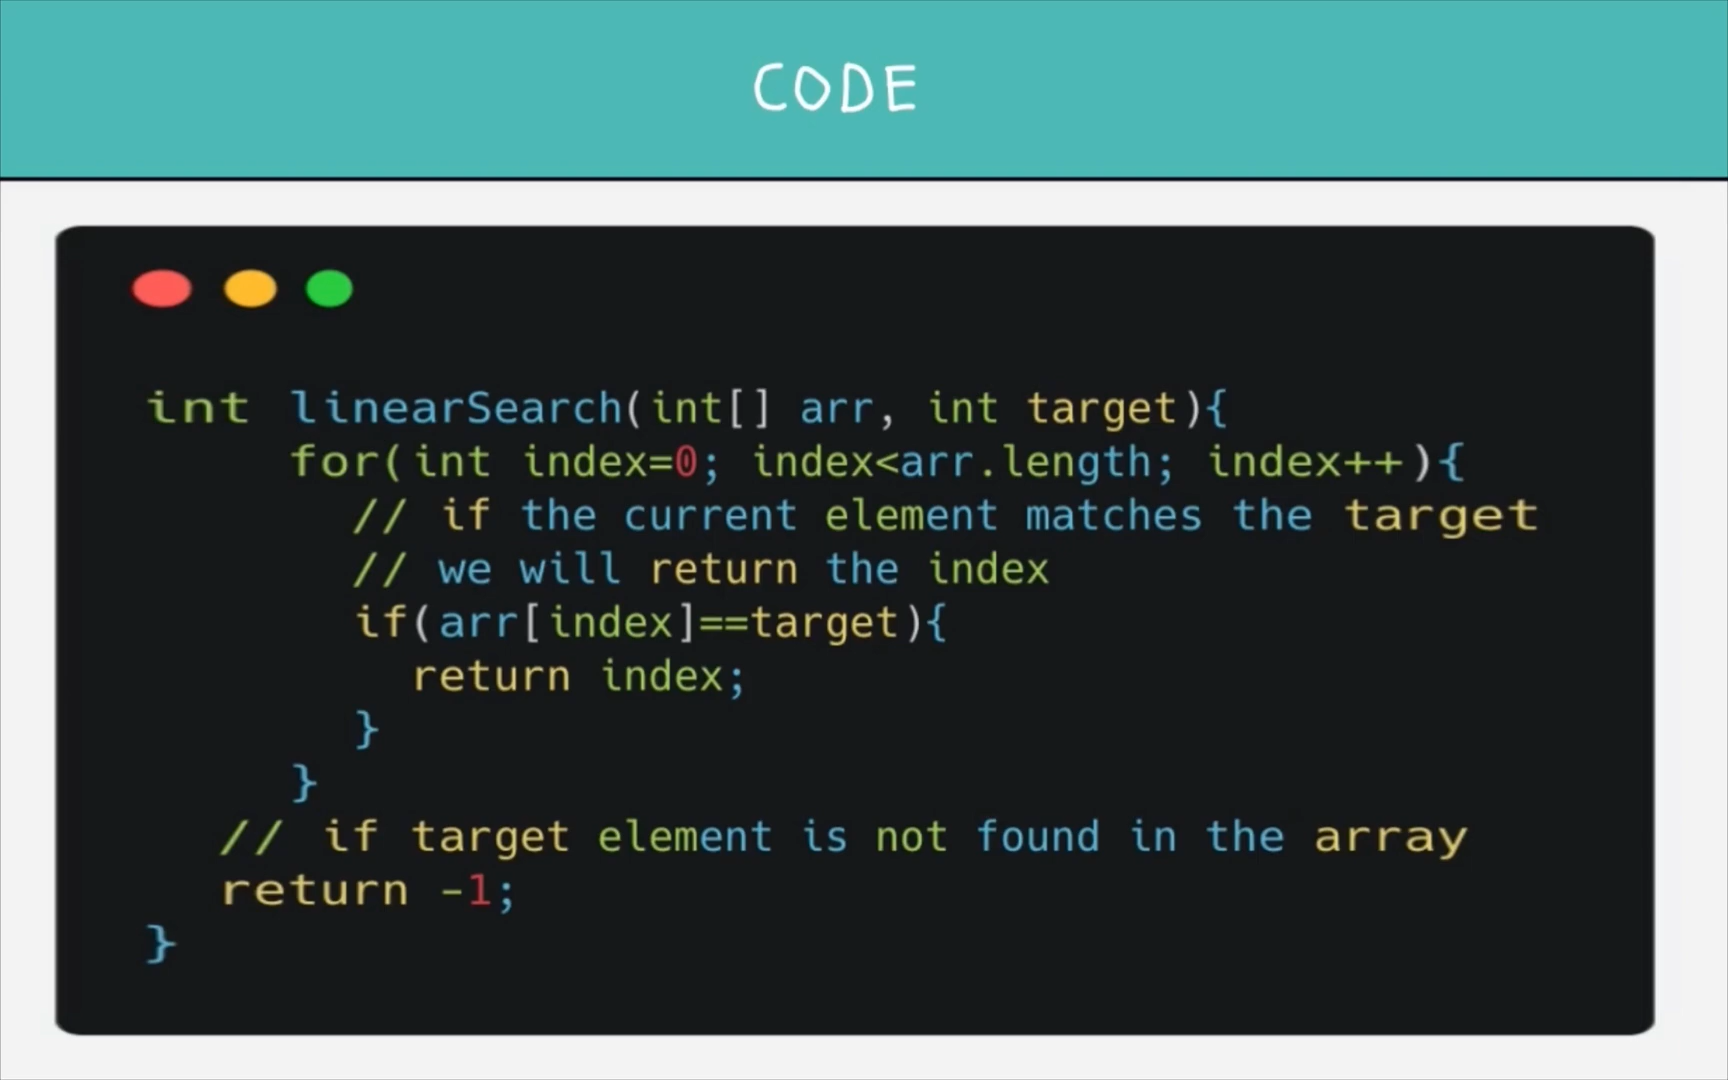 CODE
int linearSearch(int[] arr, int target){
for(int index=0; index<arr.length; index++){
// if the current element matches the target
// we will return the index
if(arr[index]==target){
return index;
}
}
// if target element is not found in the array
return -1;
}